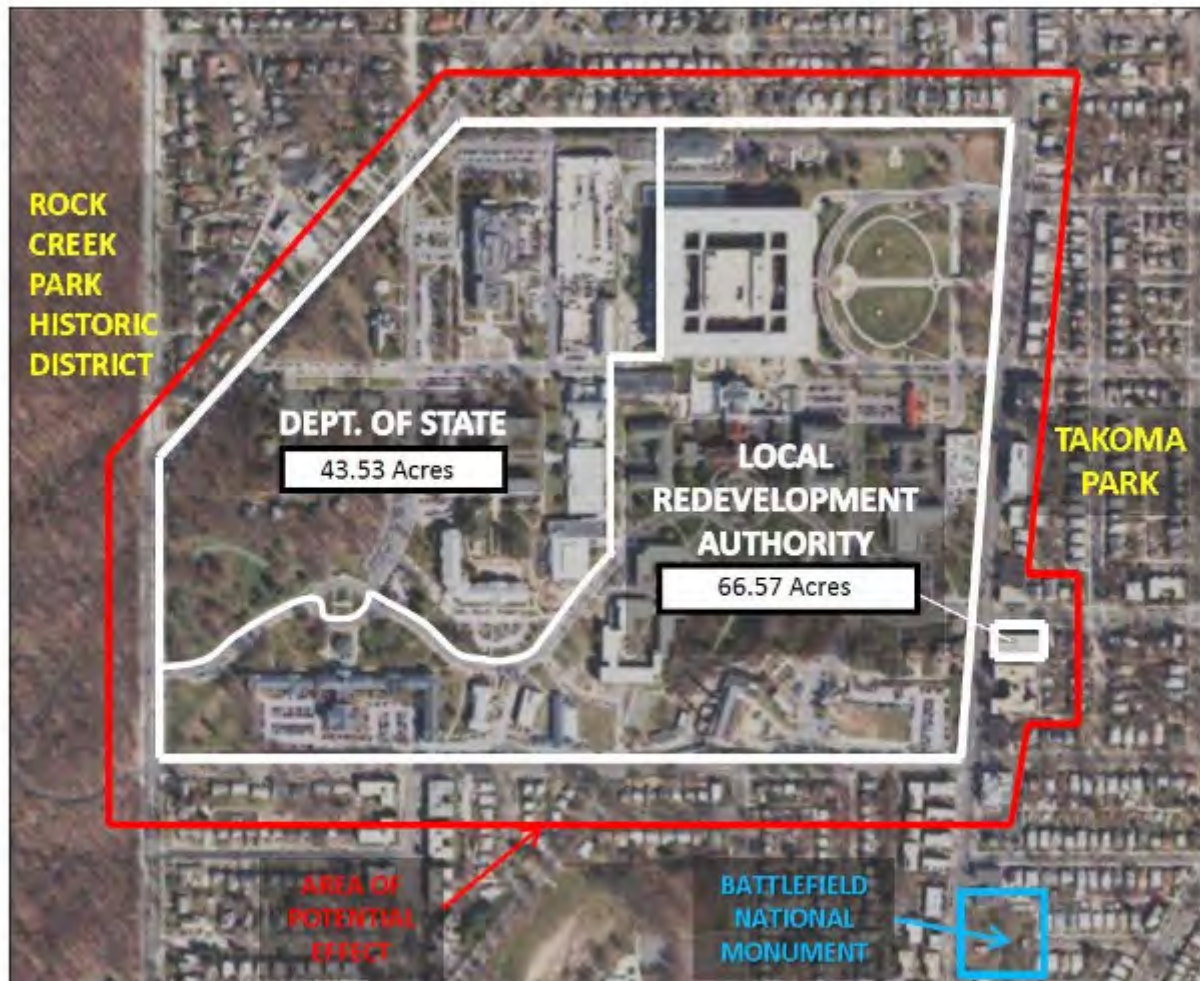 ROCK
CREEK
PARK
HISTORIC
DISTRICT
DEPT. OF STATE
43.53 Acres
LOCAL
REDEVELOPMENT
AUTHORITY
66.57 Acres
TAKOMA
PARK
AREA OF
POTENTIAL
EFFECT
BATTLEFIELD
NATIONAL
MONUMENT